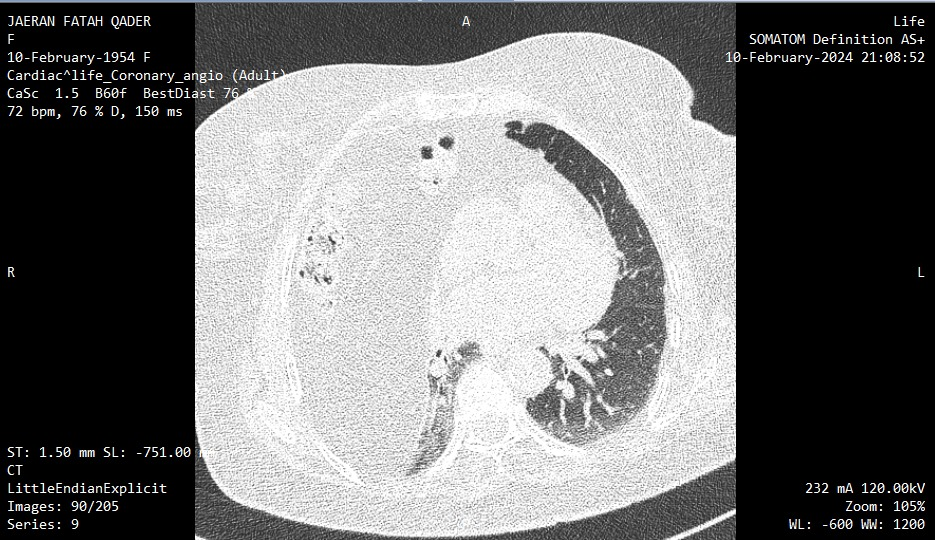 JAERAN FATAH QADER
F
10-February-1954 F
Cardiac^life_Coronary_angio (Adult)
CaSc 1.5 B60f BestDiast 76
72 bpm, 76 % D, 150 ms
A
Life
SOMATOM Definition AS+
10-February-2024 21:08:52
R
L
ST: 1.50 mm SL: -751.00
CT
LittleEndianExplicit
Images: 90/205
Series: 9
232 mA 120.00kV
Zoom: 105%
WL: -600 WW: 1200